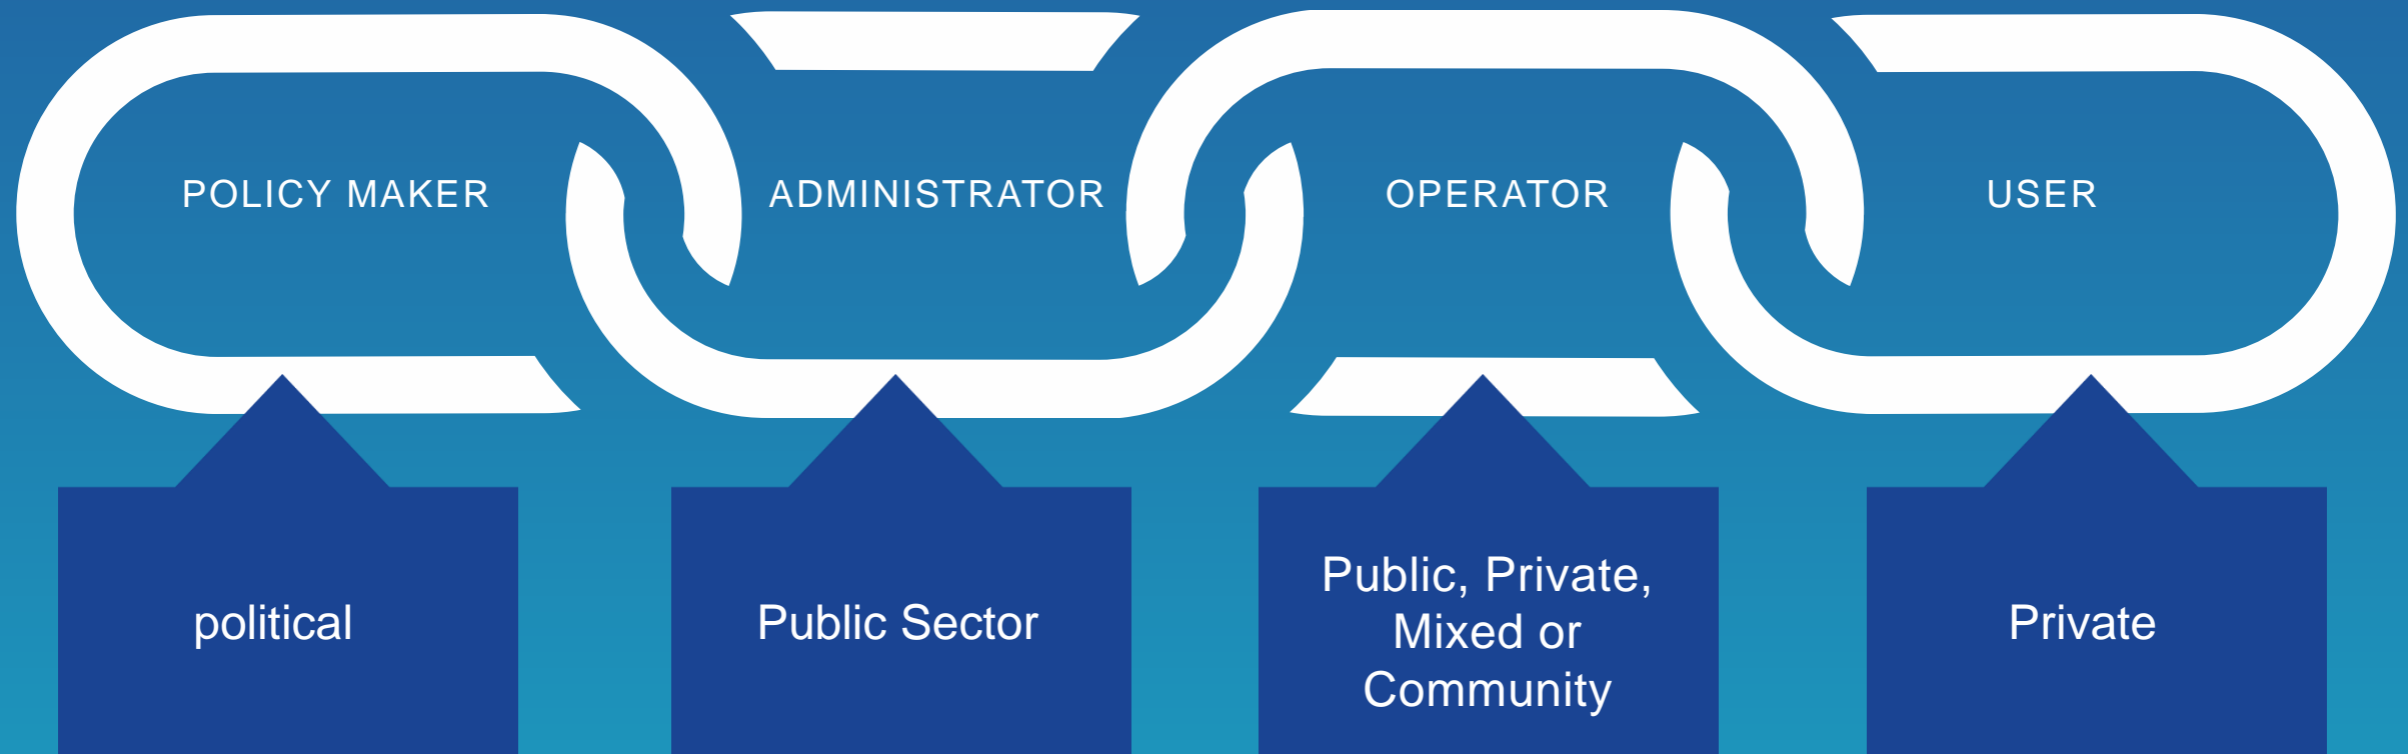 POLICY MAKER
ADMINISTRATOR
OPERATOR
USER
political
Public Sector
Public, Private,
Mixed or
Community
Private